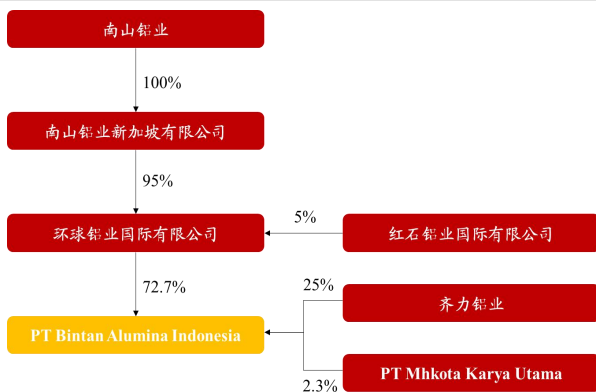 南山铝业
100%
南山铝业新加坡有限公司
95%
环球铝业国际有限公司
5%
红石铝业国际有限公司
72.7%
25%
齐力铝业
PT Bintan Alumina Indonesia
2.3%
PT Mhkota Karya Utama